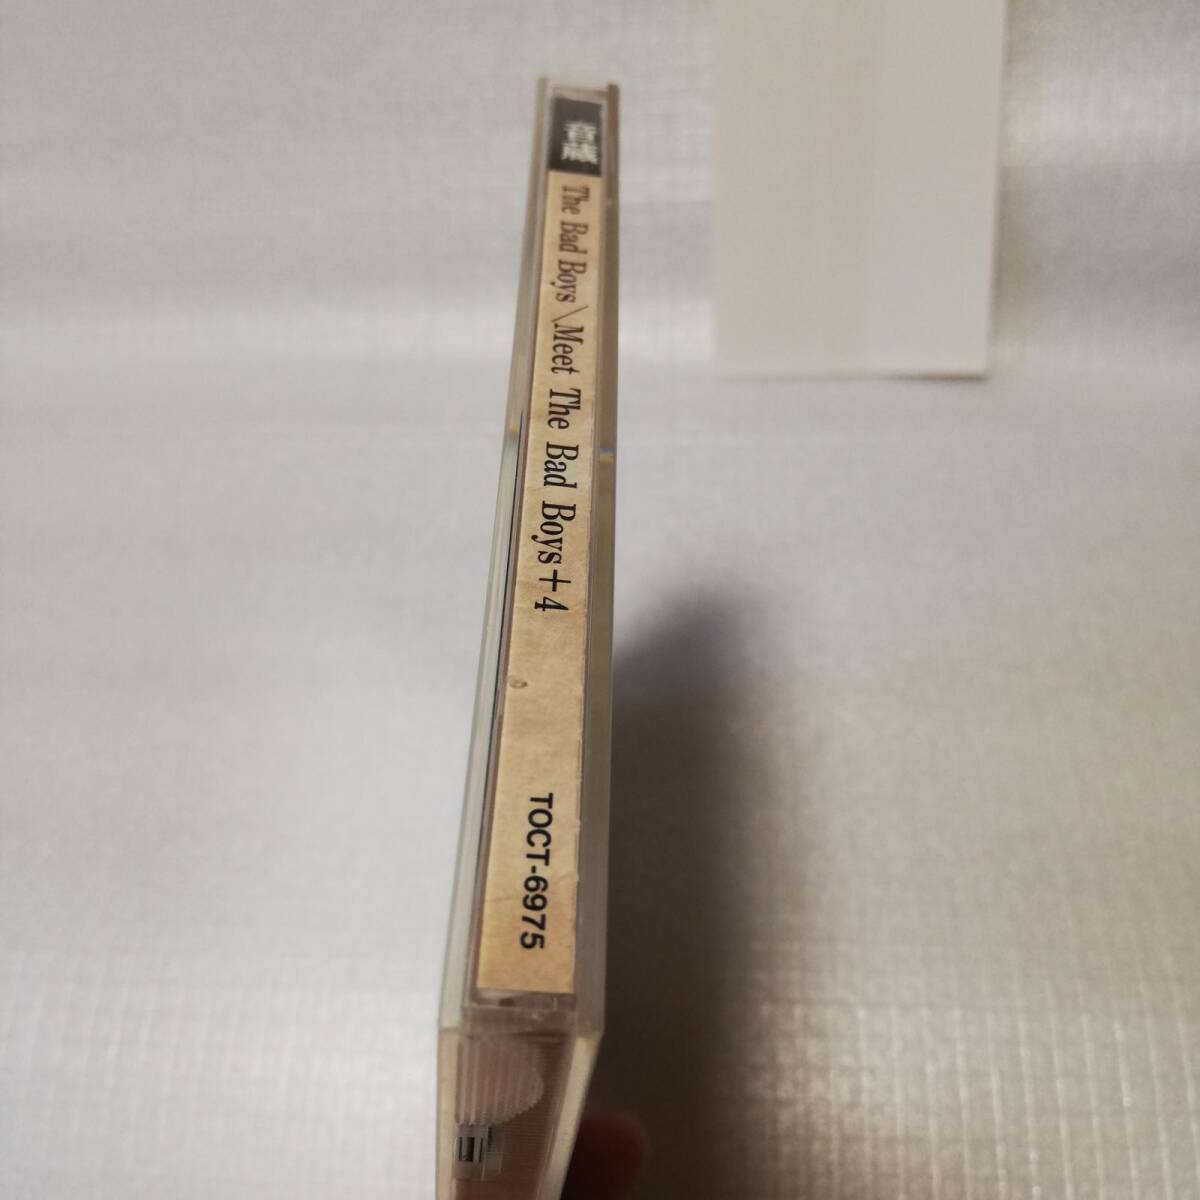 音蔵
The Bad Boys\Meet The Bad Boys+4
TOCT-6975